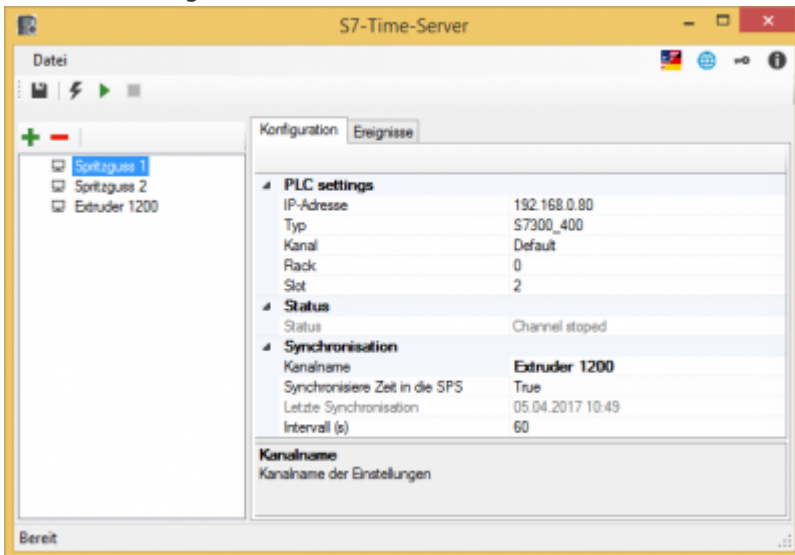 S7-Time-Server
Datei
Konfiguration Ereignisse
Spritzguss 1
Spritzguss 2
Extruder 1200
PLC settings
IP-Adresse 192.168.0.80
Typ S7300_400
Kanal Default
Rack 0
Slot 2
Status
Status Channel stoped
Synchronisation
Kanalname Extruder 1200
Synchronisiere Zeit in die SPS True
Letzte Synchronisation 05.04.2017 10:49
Intervall (s) 60
Kanalname
Kanalname der Einstellungen
Bereit